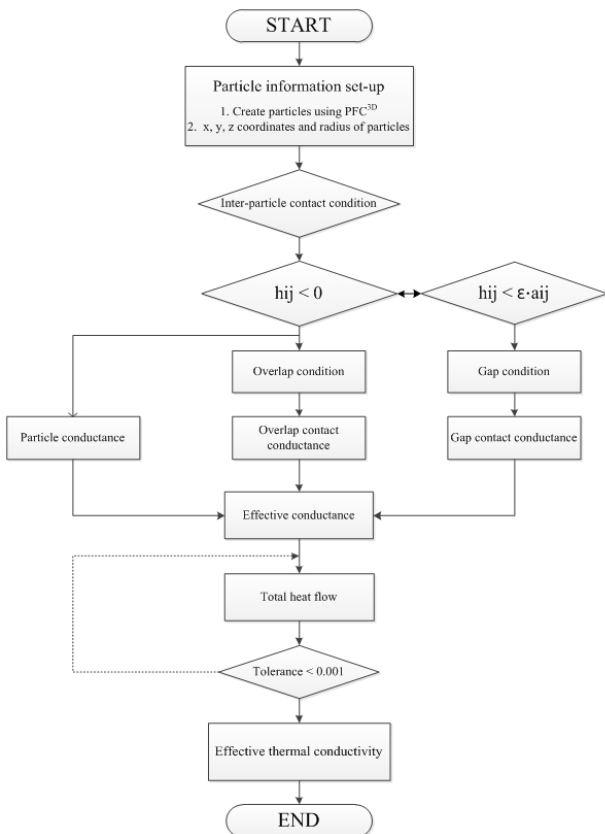 START
Particle information set-up
1. Create particles using PFC³ᴰ
2. x, y, z coordinates and radius of particles
Inter-particle contact condition
hij < 0
hij < ε·aij
Overlap condition
Gap condition
Particle conductance
Overlap contact
conductance
Gap contact conductance
Effective conductance
Total heat flow
Tolerance < 0.001
Effective thermal conductivity
END